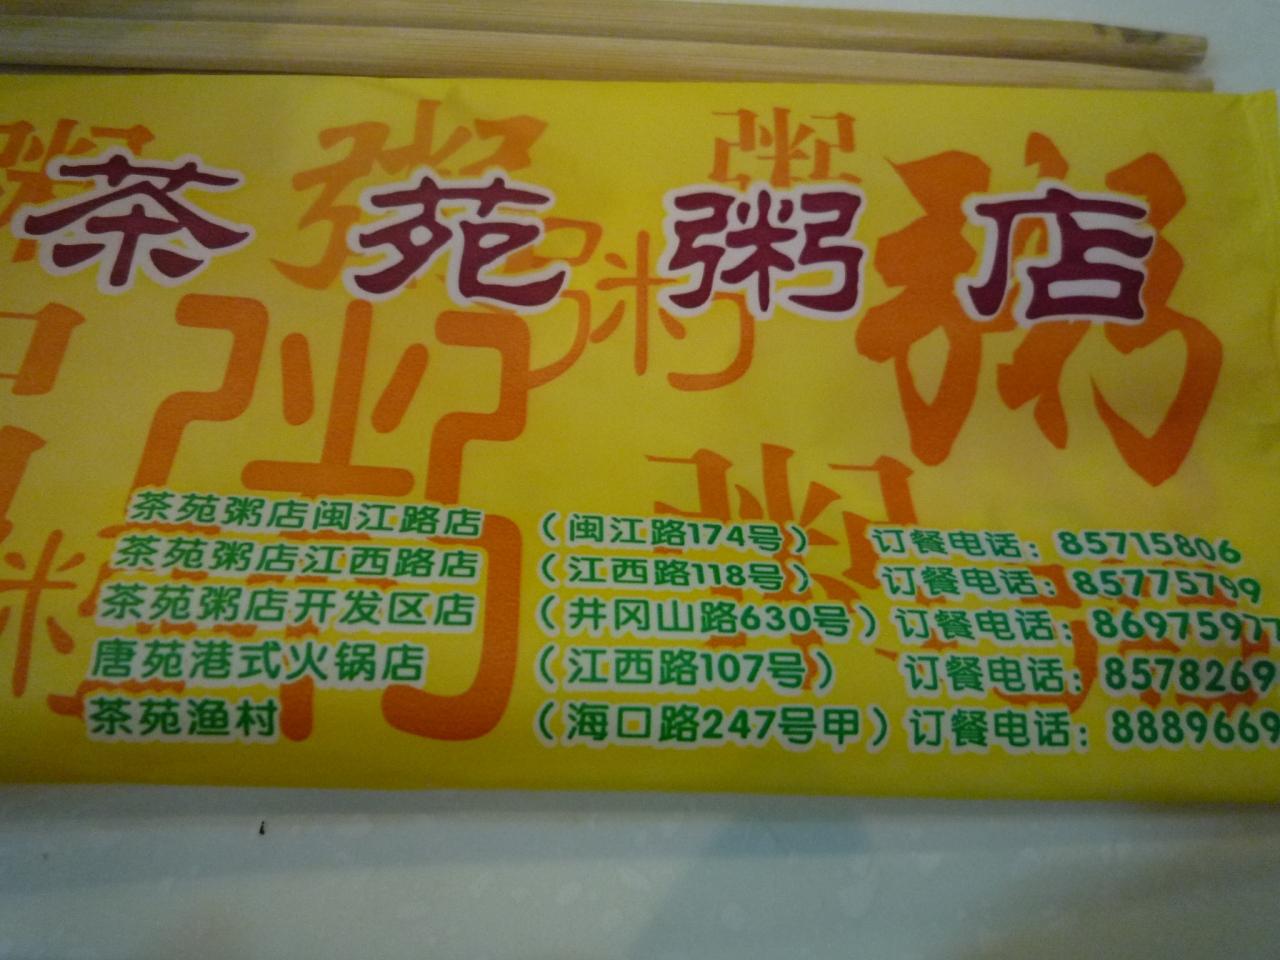 茶苑粥店
茶苑粥店闽江路店 （闽江路174号） 订餐电话：85715806
茶苑粥店江西路店 （江西路118号） 订餐电话：85775799
茶苑粥店开发区店 （井冈山路630号） 订餐电话：86975977
唐苑港式火锅店 （江西路107号） 订餐电话：8578269
茶苑渔村 （海口路247号甲） 订餐电话：8889669